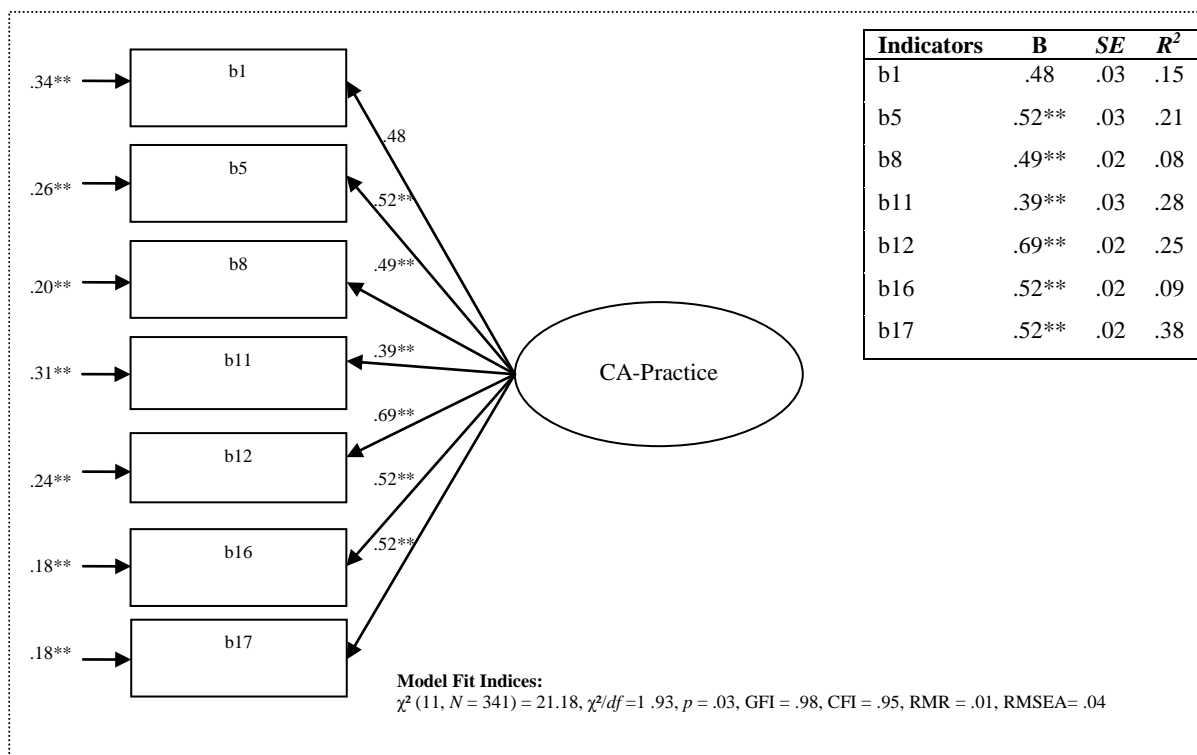 Indicators B SE R²
b1 .48 .03 .15
b5 .52** .03 .21
b8 .49** .02 .08
b11 .39** .03 .28
b12 .69** .02 .25
b16 .52** .02 .09
b17 .52** .02 .38
.34** b1 .48
.26** b5 .52**
.20** b8 .49**
.31** b11 .39**
CA-Practice
.24** b12 .69**
.18** b16 .52**
.18** b17 .52**
Model Fit Indices:
χ² (11, N = 341) = 21.18, χ²/df =1 .93, p = .03, GFI = .98, CFI = .95, RMR = .01, RMSEA= .04